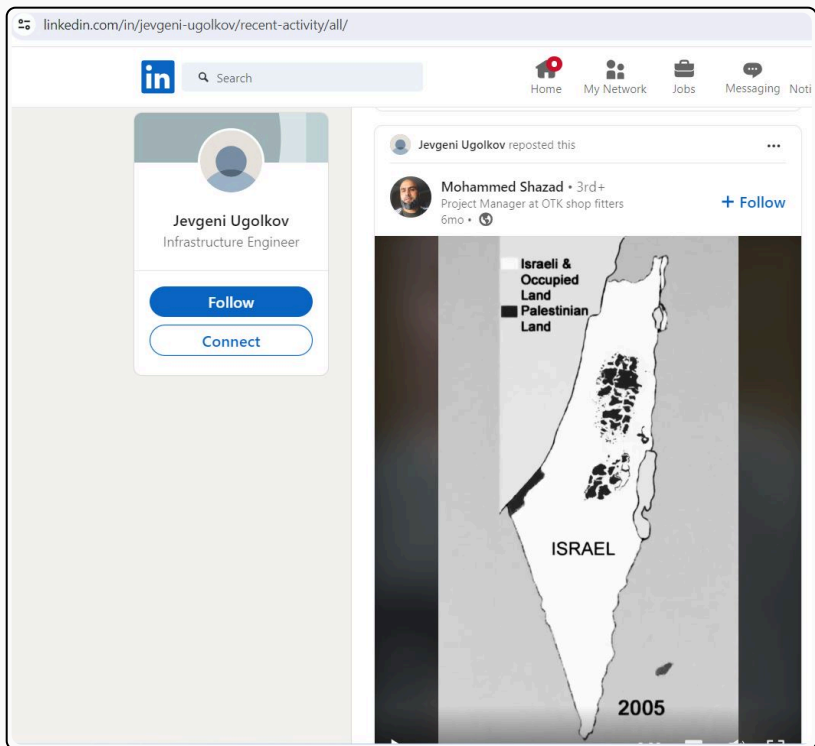 linkedin.com/in/jevgeni-ugolkov/recent-activity/all/
in
Search
Home
My Network
Jobs
Messaging
Noti
Jevgeni Ugolkov
Infrastructure Engineer
Follow
Connect
Jevgeni Ugolkov reposted this
Mohammed Shazad • 3rd+
Project Manager at OTK shop fitters
6mo •
+ Follow
Israeli &
Occupied
Land
Palestinian
Land
ISRAEL
2005